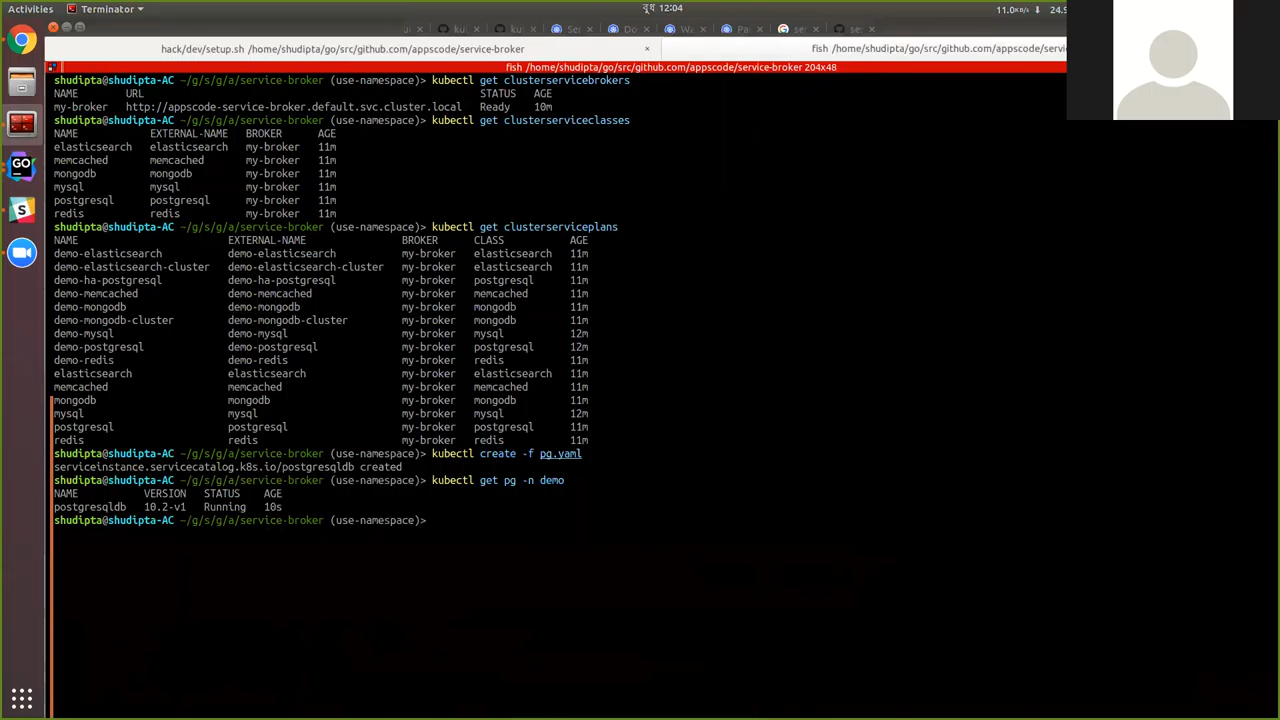 Activities Terminator 12:04 11.0KB/s 24.9
hack/dev/setup.sh /home/shudipta/go/src/github.com/appscode/service-broker × fish /home/shudipta/go/src/github.com/appscode/servi
fish /home/shudipta/go/src/github.com/appscode/service-broker 204x48
shudipta@shudipta-AC ~/g/s/g/a/service-broker (use-namespace)> kubectl get clusterservicebrokers
NAME URL STATUS AGE
my-broker http://appscode-service-broker.default.svc.cluster.local Ready 10m
shudipta@shudipta-AC ~/g/s/g/a/service-broker (use-namespace)> kubectl get clusterserviceclasses
NAME EXTERNAL-NAME BROKER AGE
elasticsearch elasticsearch my-broker 11m
memcached memcached my-broker 11m
mongodb mongodb my-broker 11m
mysql mysql my-broker 11m
postgresql postgresql my-broker 11m
redis redis my-broker 11m
shudipta@shudipta-AC ~/g/s/g/a/service-broker (use-namespace)> kubectl get clusterserviceplans
NAME EXTERNAL-NAME BROKER CLASS AGE
demo-elasticsearch demo-elasticsearch my-broker elasticsearch 11m
demo-elasticsearch-cluster demo-elasticsearch-cluster my-broker elasticsearch 11m
demo-ha-postgresql demo-ha-postgresql my-broker postgresql 11m
demo-memcached demo-memcached my-broker memcached 11m
demo-mongodb demo-mongodb my-broker mongodb 11m
demo-mongodb-cluster demo-mongodb-cluster my-broker mongodb 11m
demo-mysql demo-mysql my-broker mysql 12m
demo-postgresql demo-postgresql my-broker postgresql 12m
demo-redis demo-redis my-broker redis 11m
elasticsearch elasticsearch my-broker elasticsearch 11m
memcached memcached my-broker memcached 11m
mongodb mongodb my-broker mongodb 11m
mysql mysql my-broker mysql 12m
postgresql postgresql my-broker postgresql 11m
redis redis my-broker redis 11m
shudipta@shudipta-AC ~/g/s/g/a/service-broker (use-namespace)> kubectl create -f pg.yaml
serviceinstance.servicecatalog.k8s.io/postgresqldb created
shudipta@shudipta-AC ~/g/s/g/a/service-broker (use-namespace)> kubectl get pg -n demo
NAME VERSION STATUS AGE
postgresqldb 10.2-v1 Running 10s
shudipta@shudipta-AC ~/g/s/g/a/service-broker (use-namespace)>